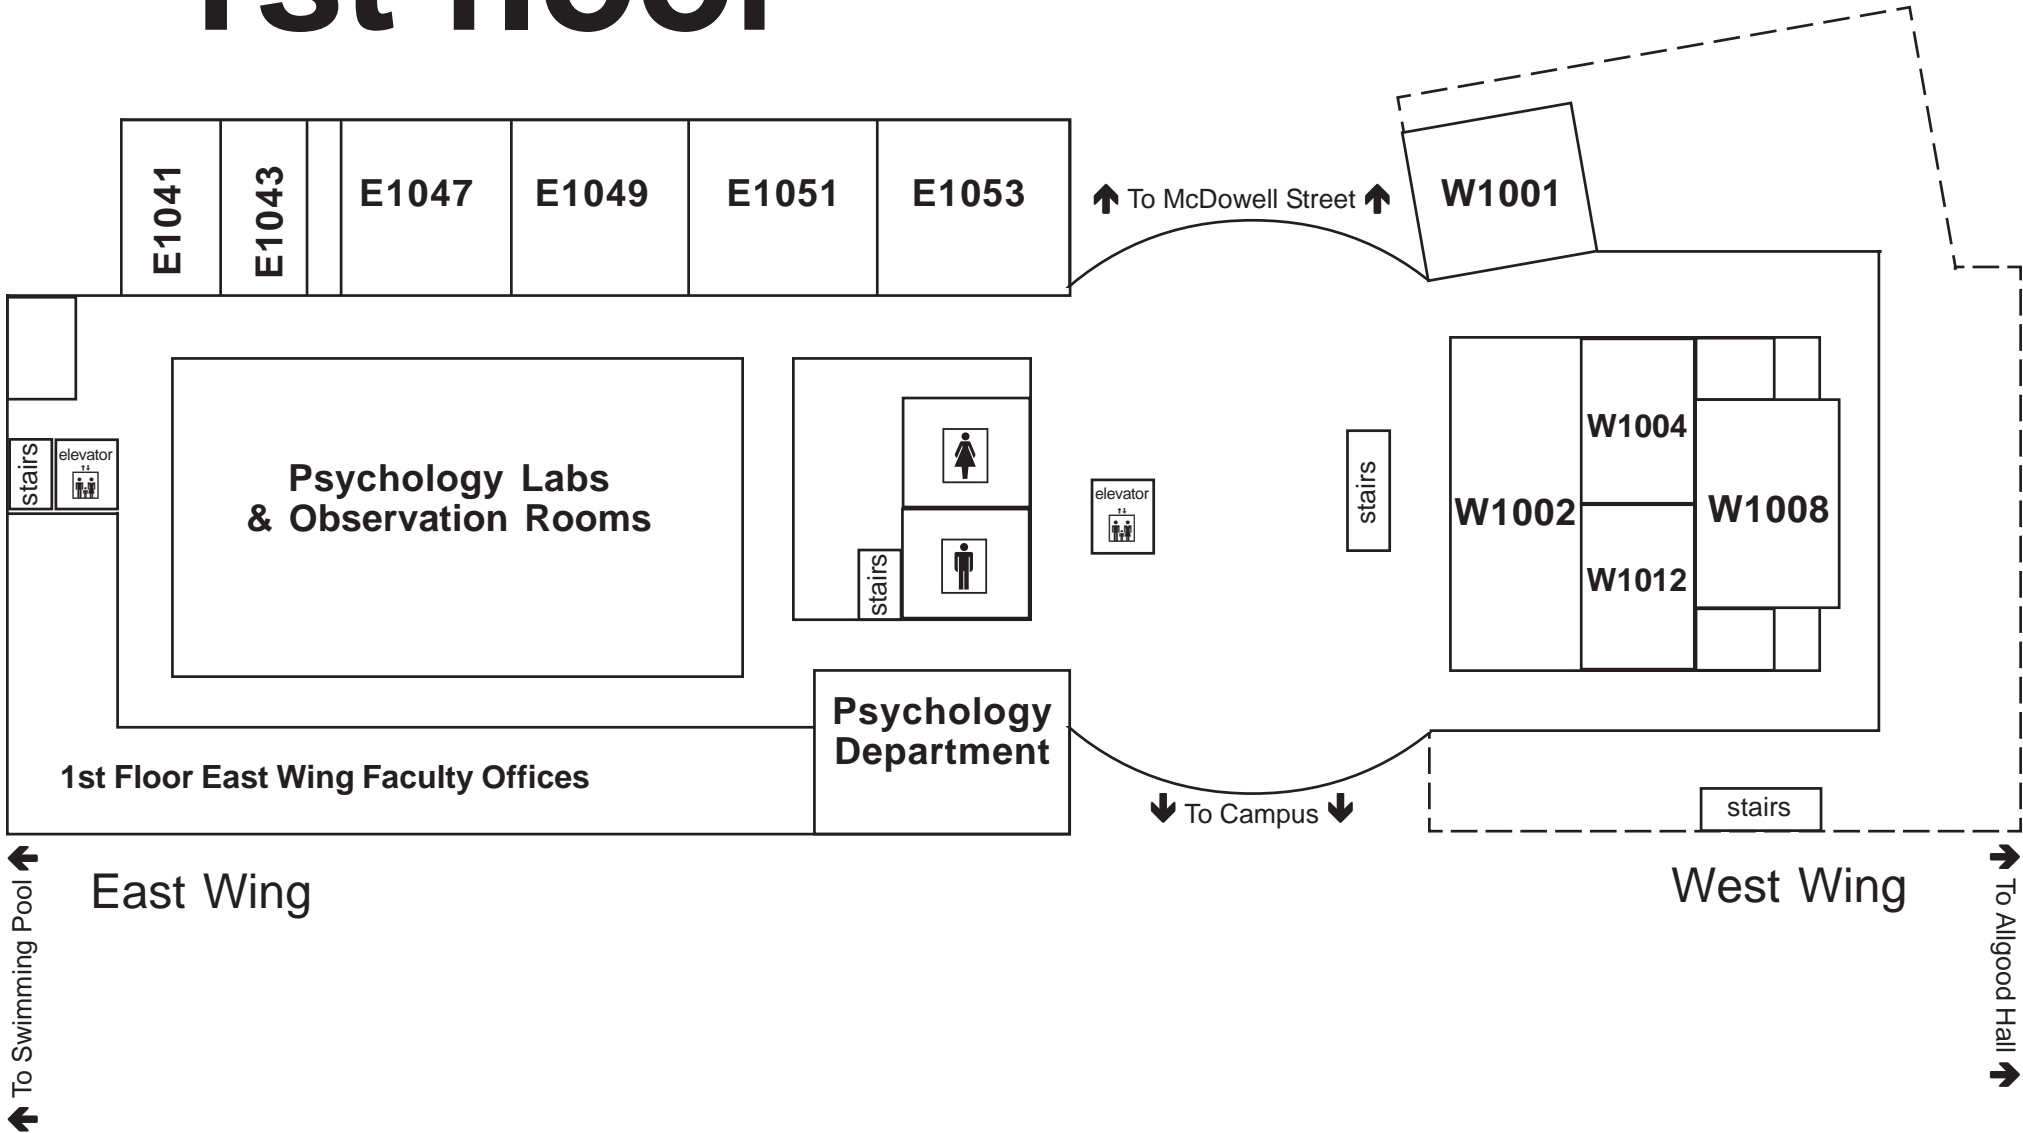 1st floor
E1041
E1043
E1047
E1049
E1051
E1053
To McDowell Street
W1001
stairs
elevator
Psychology Labs
& Observation Rooms
stairs
elevator
stairs
W1002
W1004
W1008
W1012
Psychology
Department
1st Floor East Wing Faculty Offices
To Campus
stairs
East Wing
West Wing
To Swimming Pool
To Allgood Hall